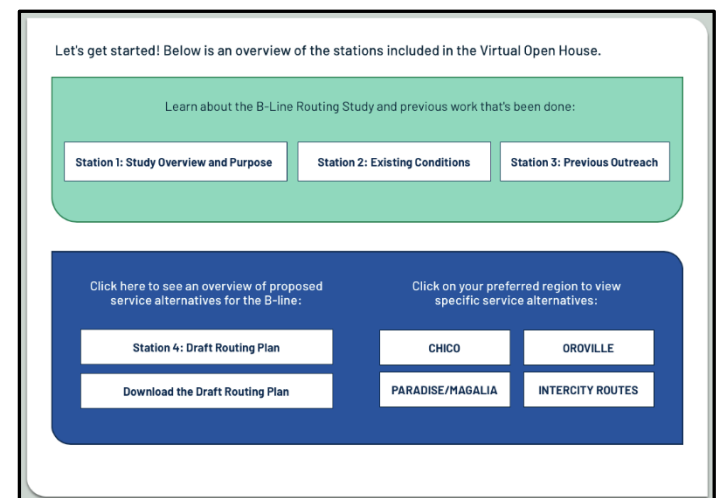 Let's get started! Below is an overview of the stations included in the Virtual Open House.
Learn about the B-Line Routing Study and previous work that's been done:
Station 1: Study Overview and Purpose
Station 2: Existing Conditions
Station 3: Previous Outreach
Click here to see an overview of proposed
service alternatives for the B-line:
Station 4: Draft Routing Plan
Download the Draft Routing Plan
Click on your preferred region to view
specific service alternatives:
CHICO
OROVILLE
PARADISE/MAGALIA
INTERCITY ROUTES